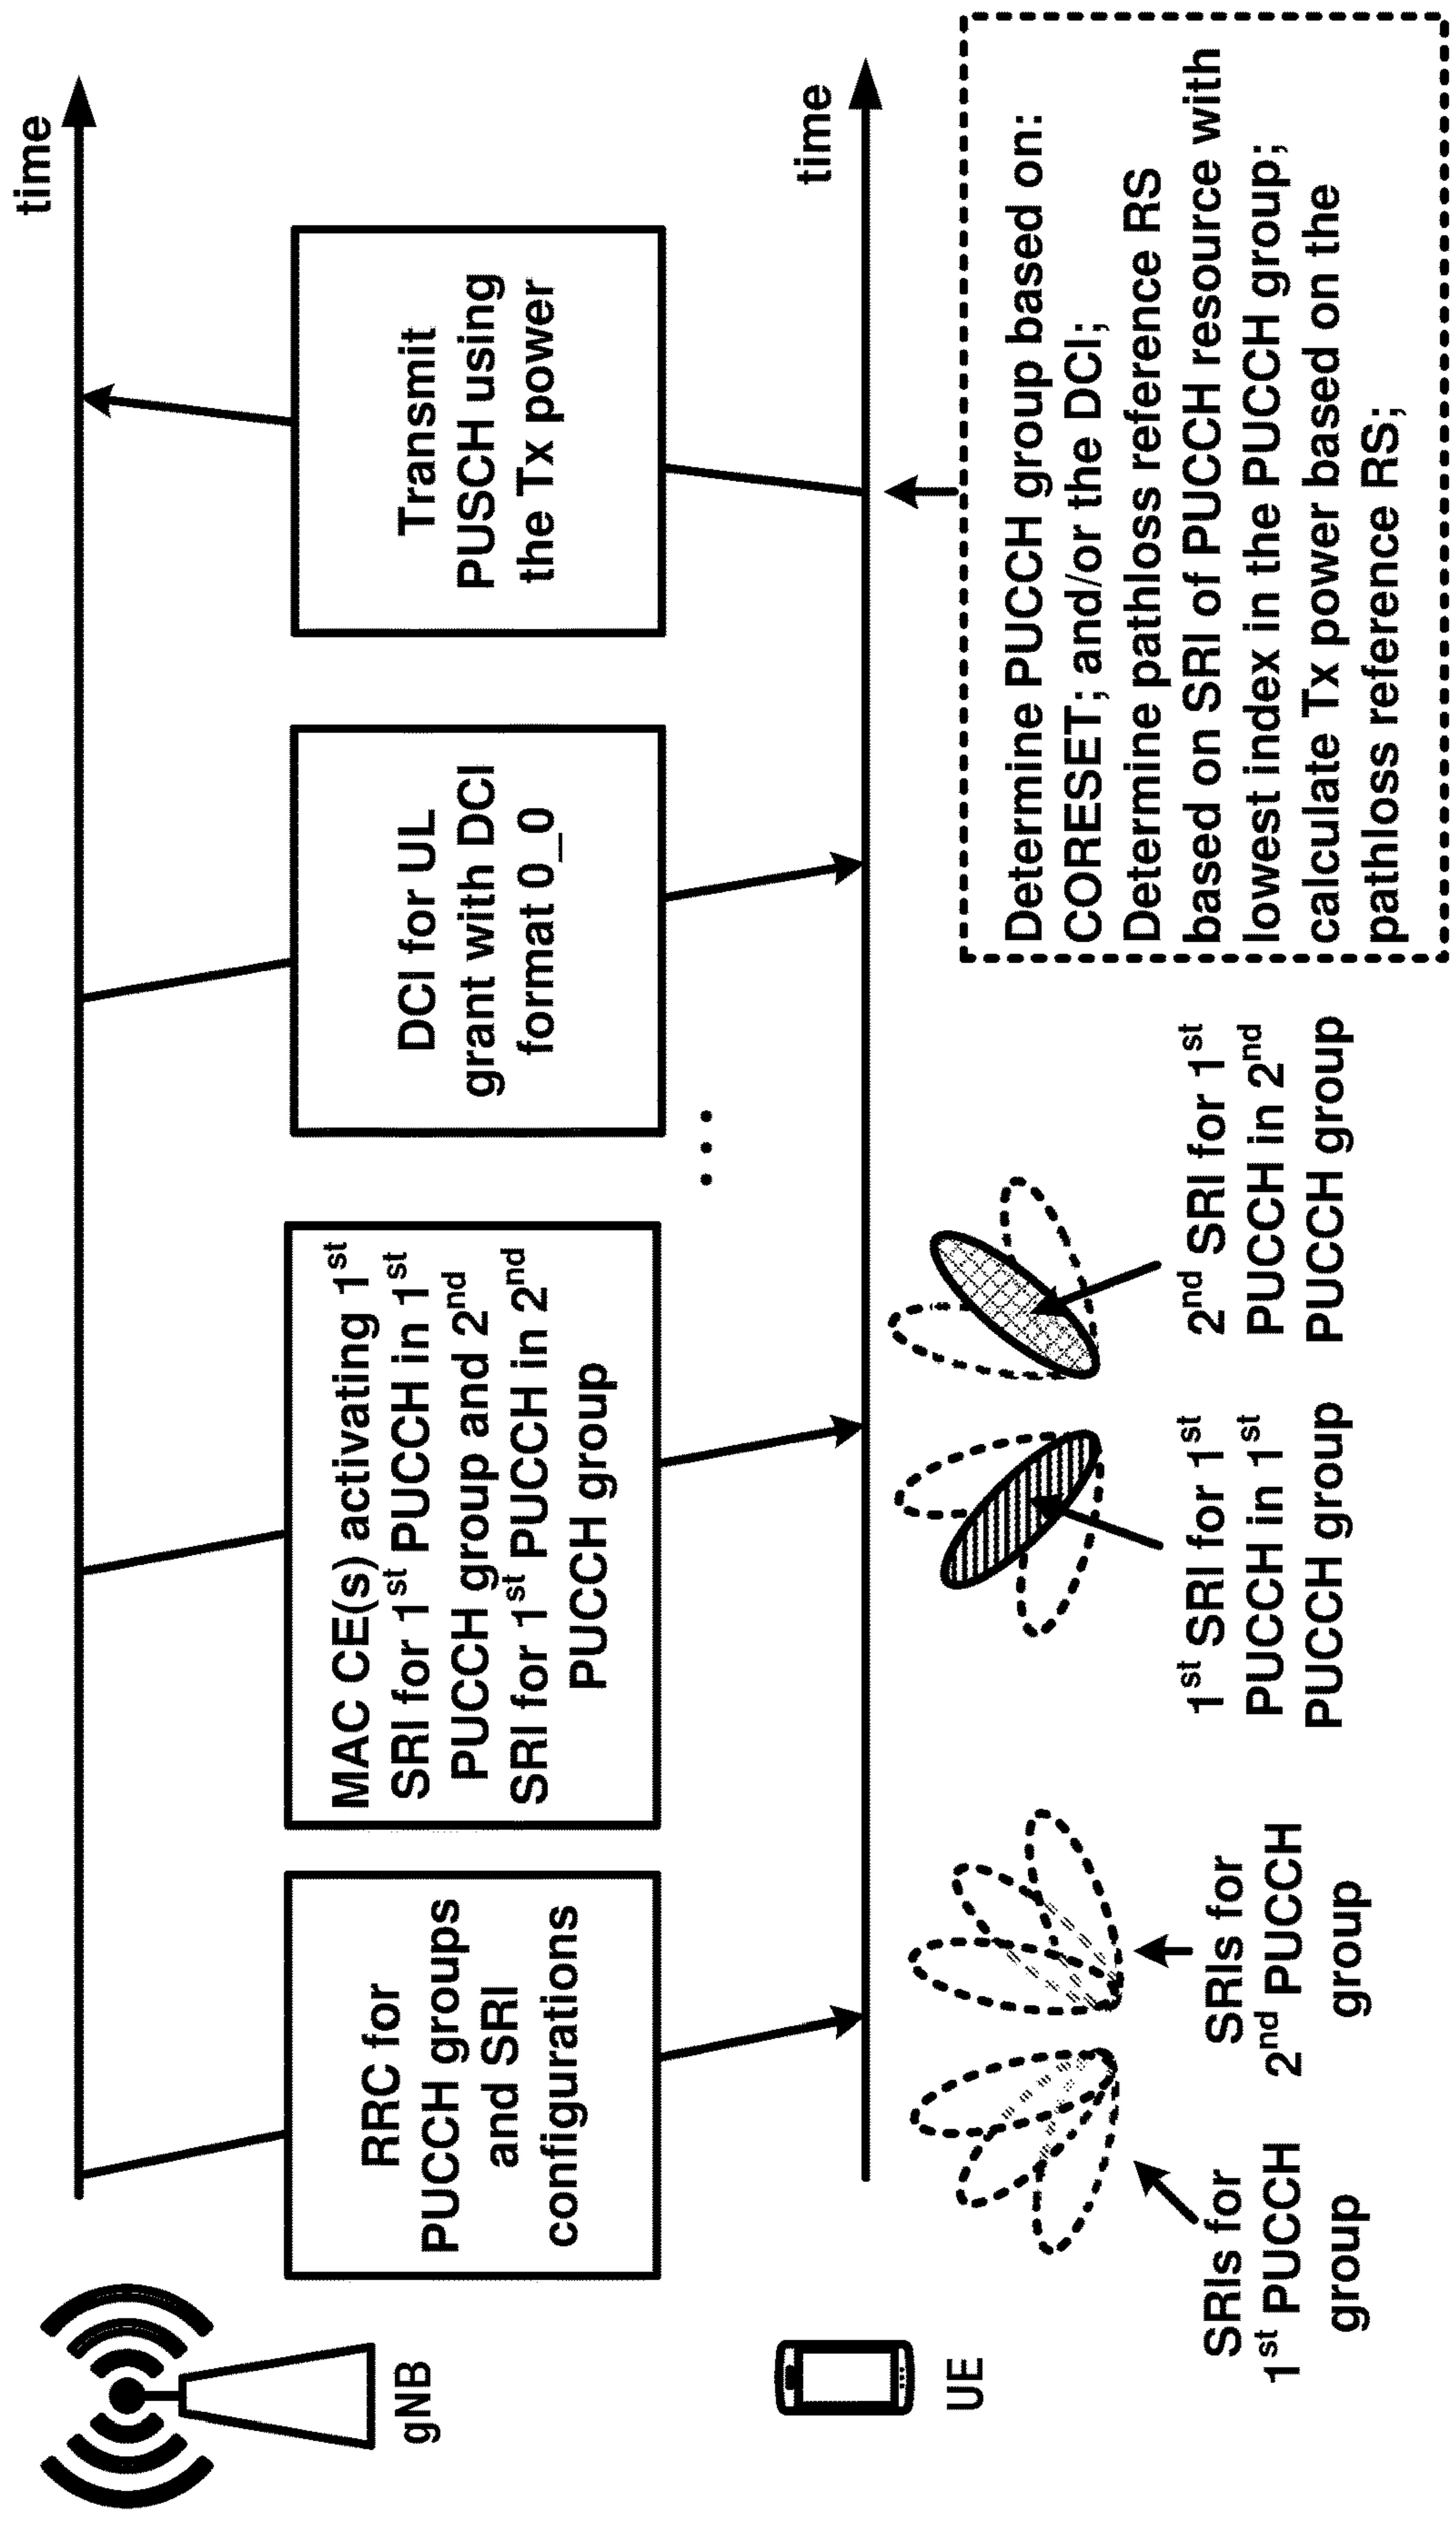 time
gNB
RRC for
PUCCH groups
and SRI
configurations
MAC CE(s) activating 1st
SRI for 1st PUCCH in 1st
PUCCH group and 2nd
SRI for 1st PUCCH in 2nd
PUCCH group
DCI for UL
grant with DCI
format 0_0
Transmit
PUSCH using
the Tx power
...
time
UE
SRIs for
1st PUCCH
group
SRIs for
2nd PUCCH
group
1st SRI for 1st
PUCCH in 1st
PUCCH group
2nd SRI for 1st
PUCCH in 2nd
PUCCH group
Determine PUCCH group based on:
CORESET; and/or the DCI;
Determine pathloss reference RS
based on SRI of PUCCH resource with
lowest index in the PUCCH group;
calculate Tx power based on the
pathloss reference RS;